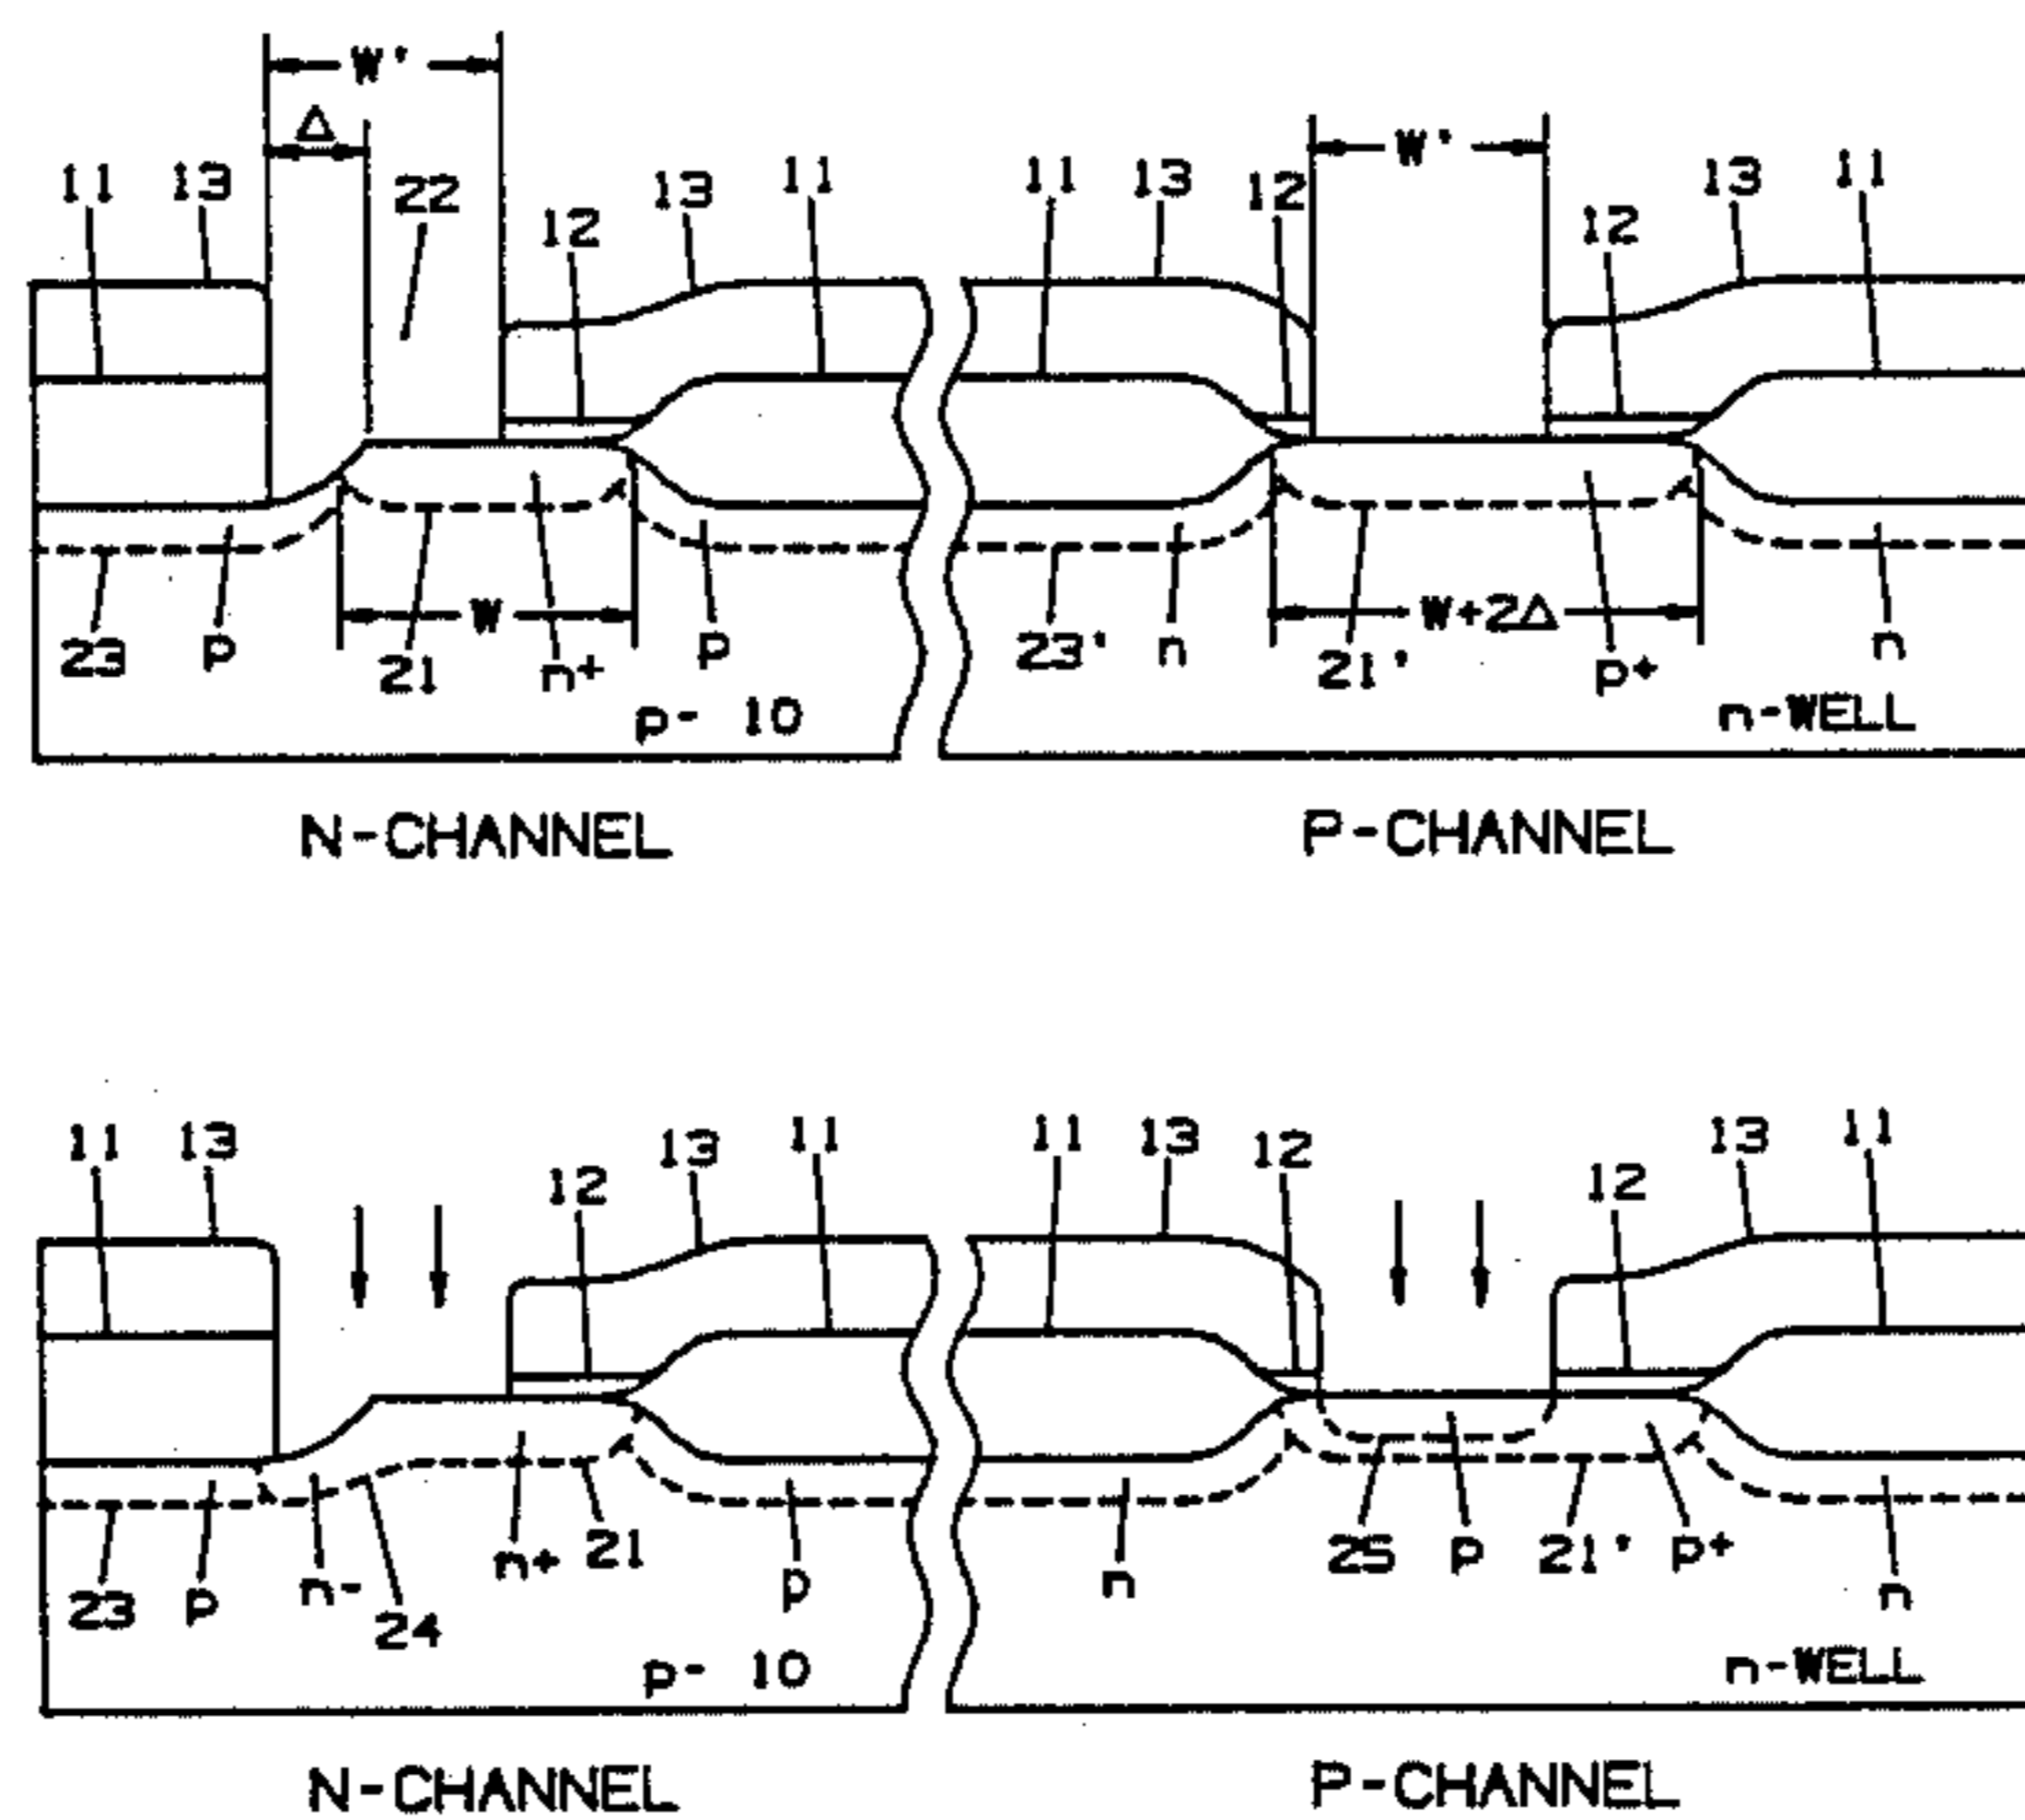 W'
Δ
W'
11 13 22 12 13 11 11 13 12 12 13 11
W W+2Δ
23 p 21 n+ p 23' n 21' p+ n
p- 10 n-WELL
N-CHANNEL P-CHANNEL
11 13 12 13 11 11 13 12 12 13 11
23 p n- 24 n+ 21 p n 25 p 21' p+ n
p- 10 n-WELL
N-CHANNEL P-CHANNEL